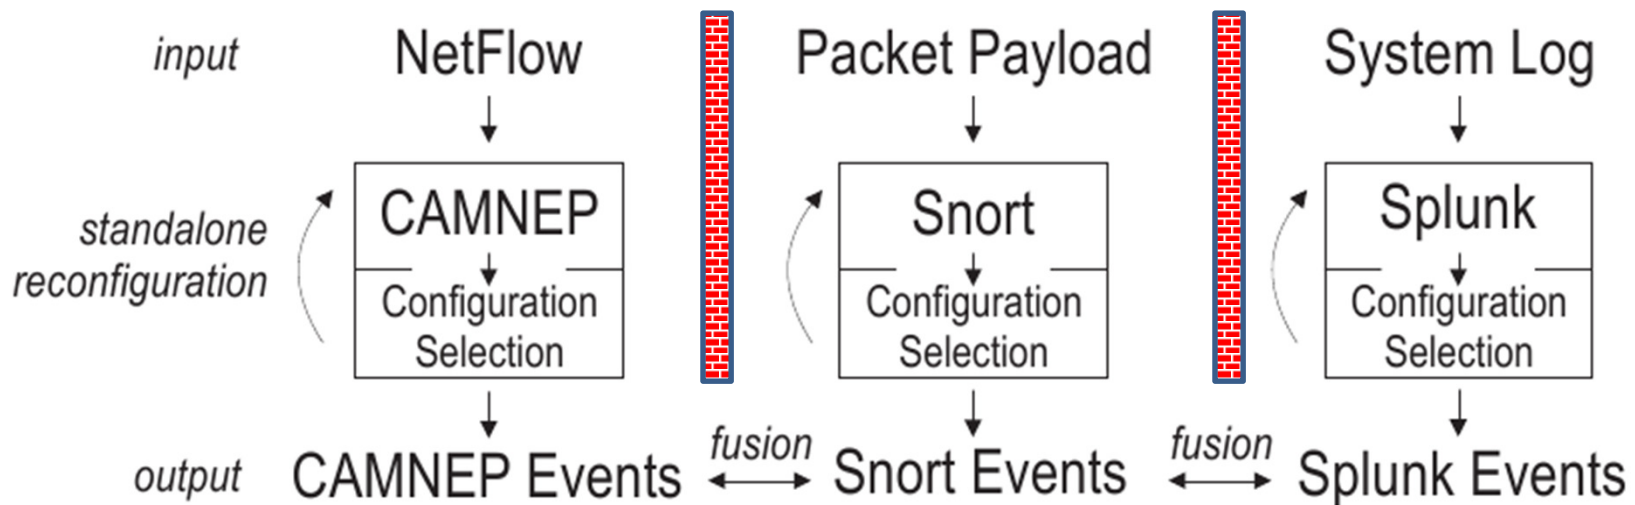 input NetFlow Packet Payload System Log
CAMNEP Snort Splunk
standalone
reconfiguration
Configuration Configuration Configuration
Selection Selection Selection
fusion fusion
output CAMNEP Events Snort Events Splunk Events